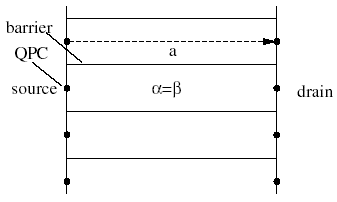 barrier
a
QPC
source
α=β
drain